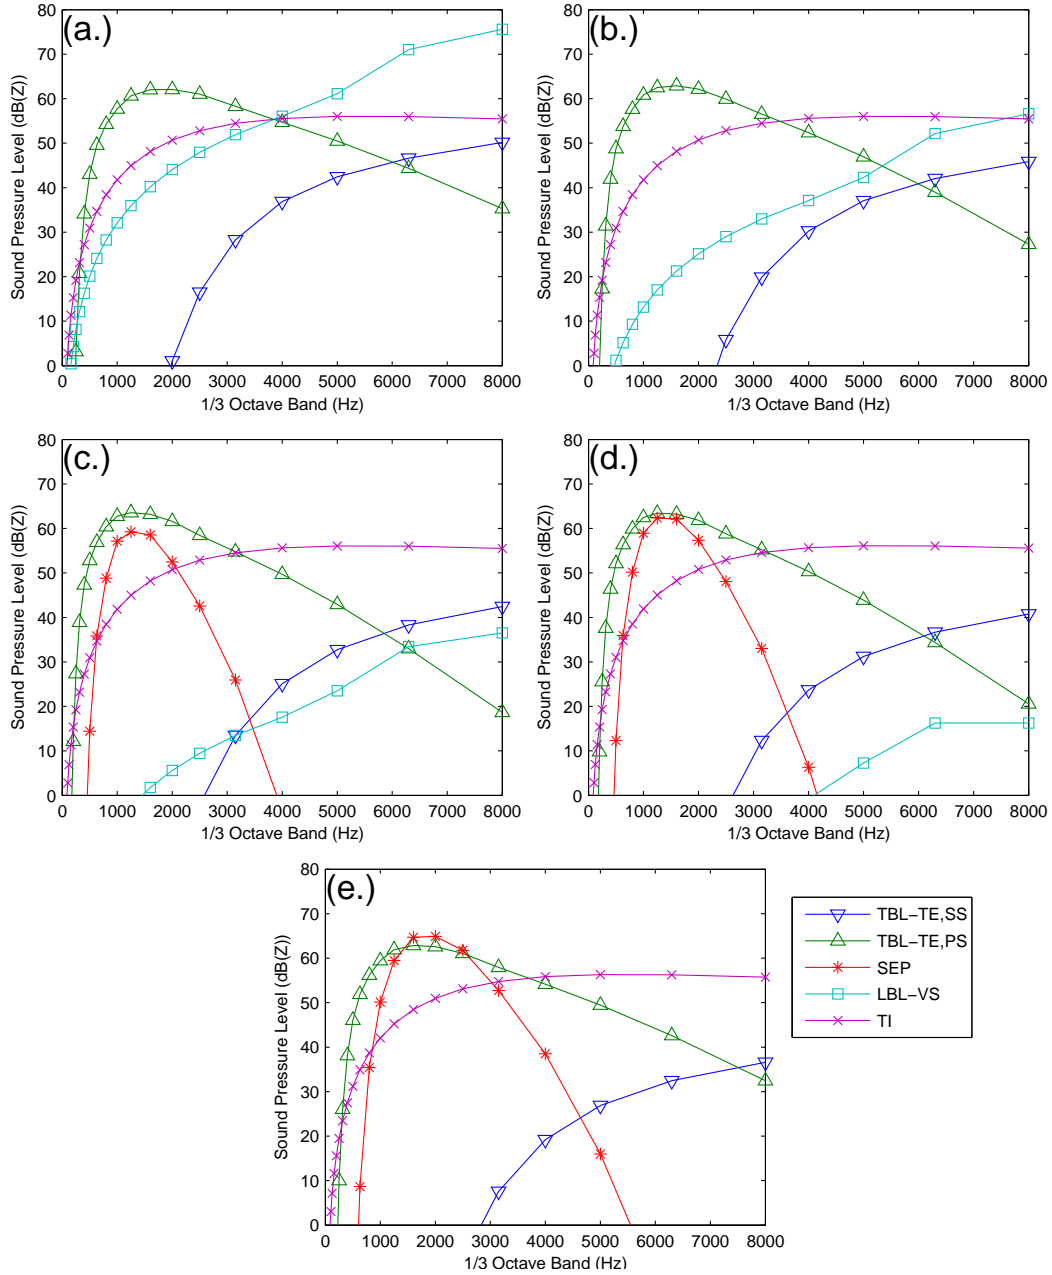 (a.)
80
70
60
50
40
30
20
10
0
Sound Pressure Level (dB(Z))
0 1000 2000 3000 4000 5000 6000 7000 8000
1/3 Octave Band (Hz)
(b.)
80
70
60
50
40
30
20
10
0
Sound Pressure Level (dB(Z))
0 1000 2000 3000 4000 5000 6000 7000 8000
1/3 Octave Band (Hz)
(c.)
80
70
60
50
40
30
20
10
0
Sound Pressure Level (dB(Z))
0 1000 2000 3000 4000 5000 6000 7000 8000
1/3 Octave Band (Hz)
(d.)
80
70
60
50
40
30
20
10
0
Sound Pressure Level (dB(Z))
0 1000 2000 3000 4000 5000 6000 7000 8000
1/3 Octave Band (Hz)
(e.)
80
70
60
50
40
30
20
10
0
Sound Pressure Level (dB(Z))
0 1000 2000 3000 4000 5000 6000 7000 8000
1/3 Octave Band (Hz)
TBL−TE,SS
TBL−TE,PS
SEP
LBL−VS
TI